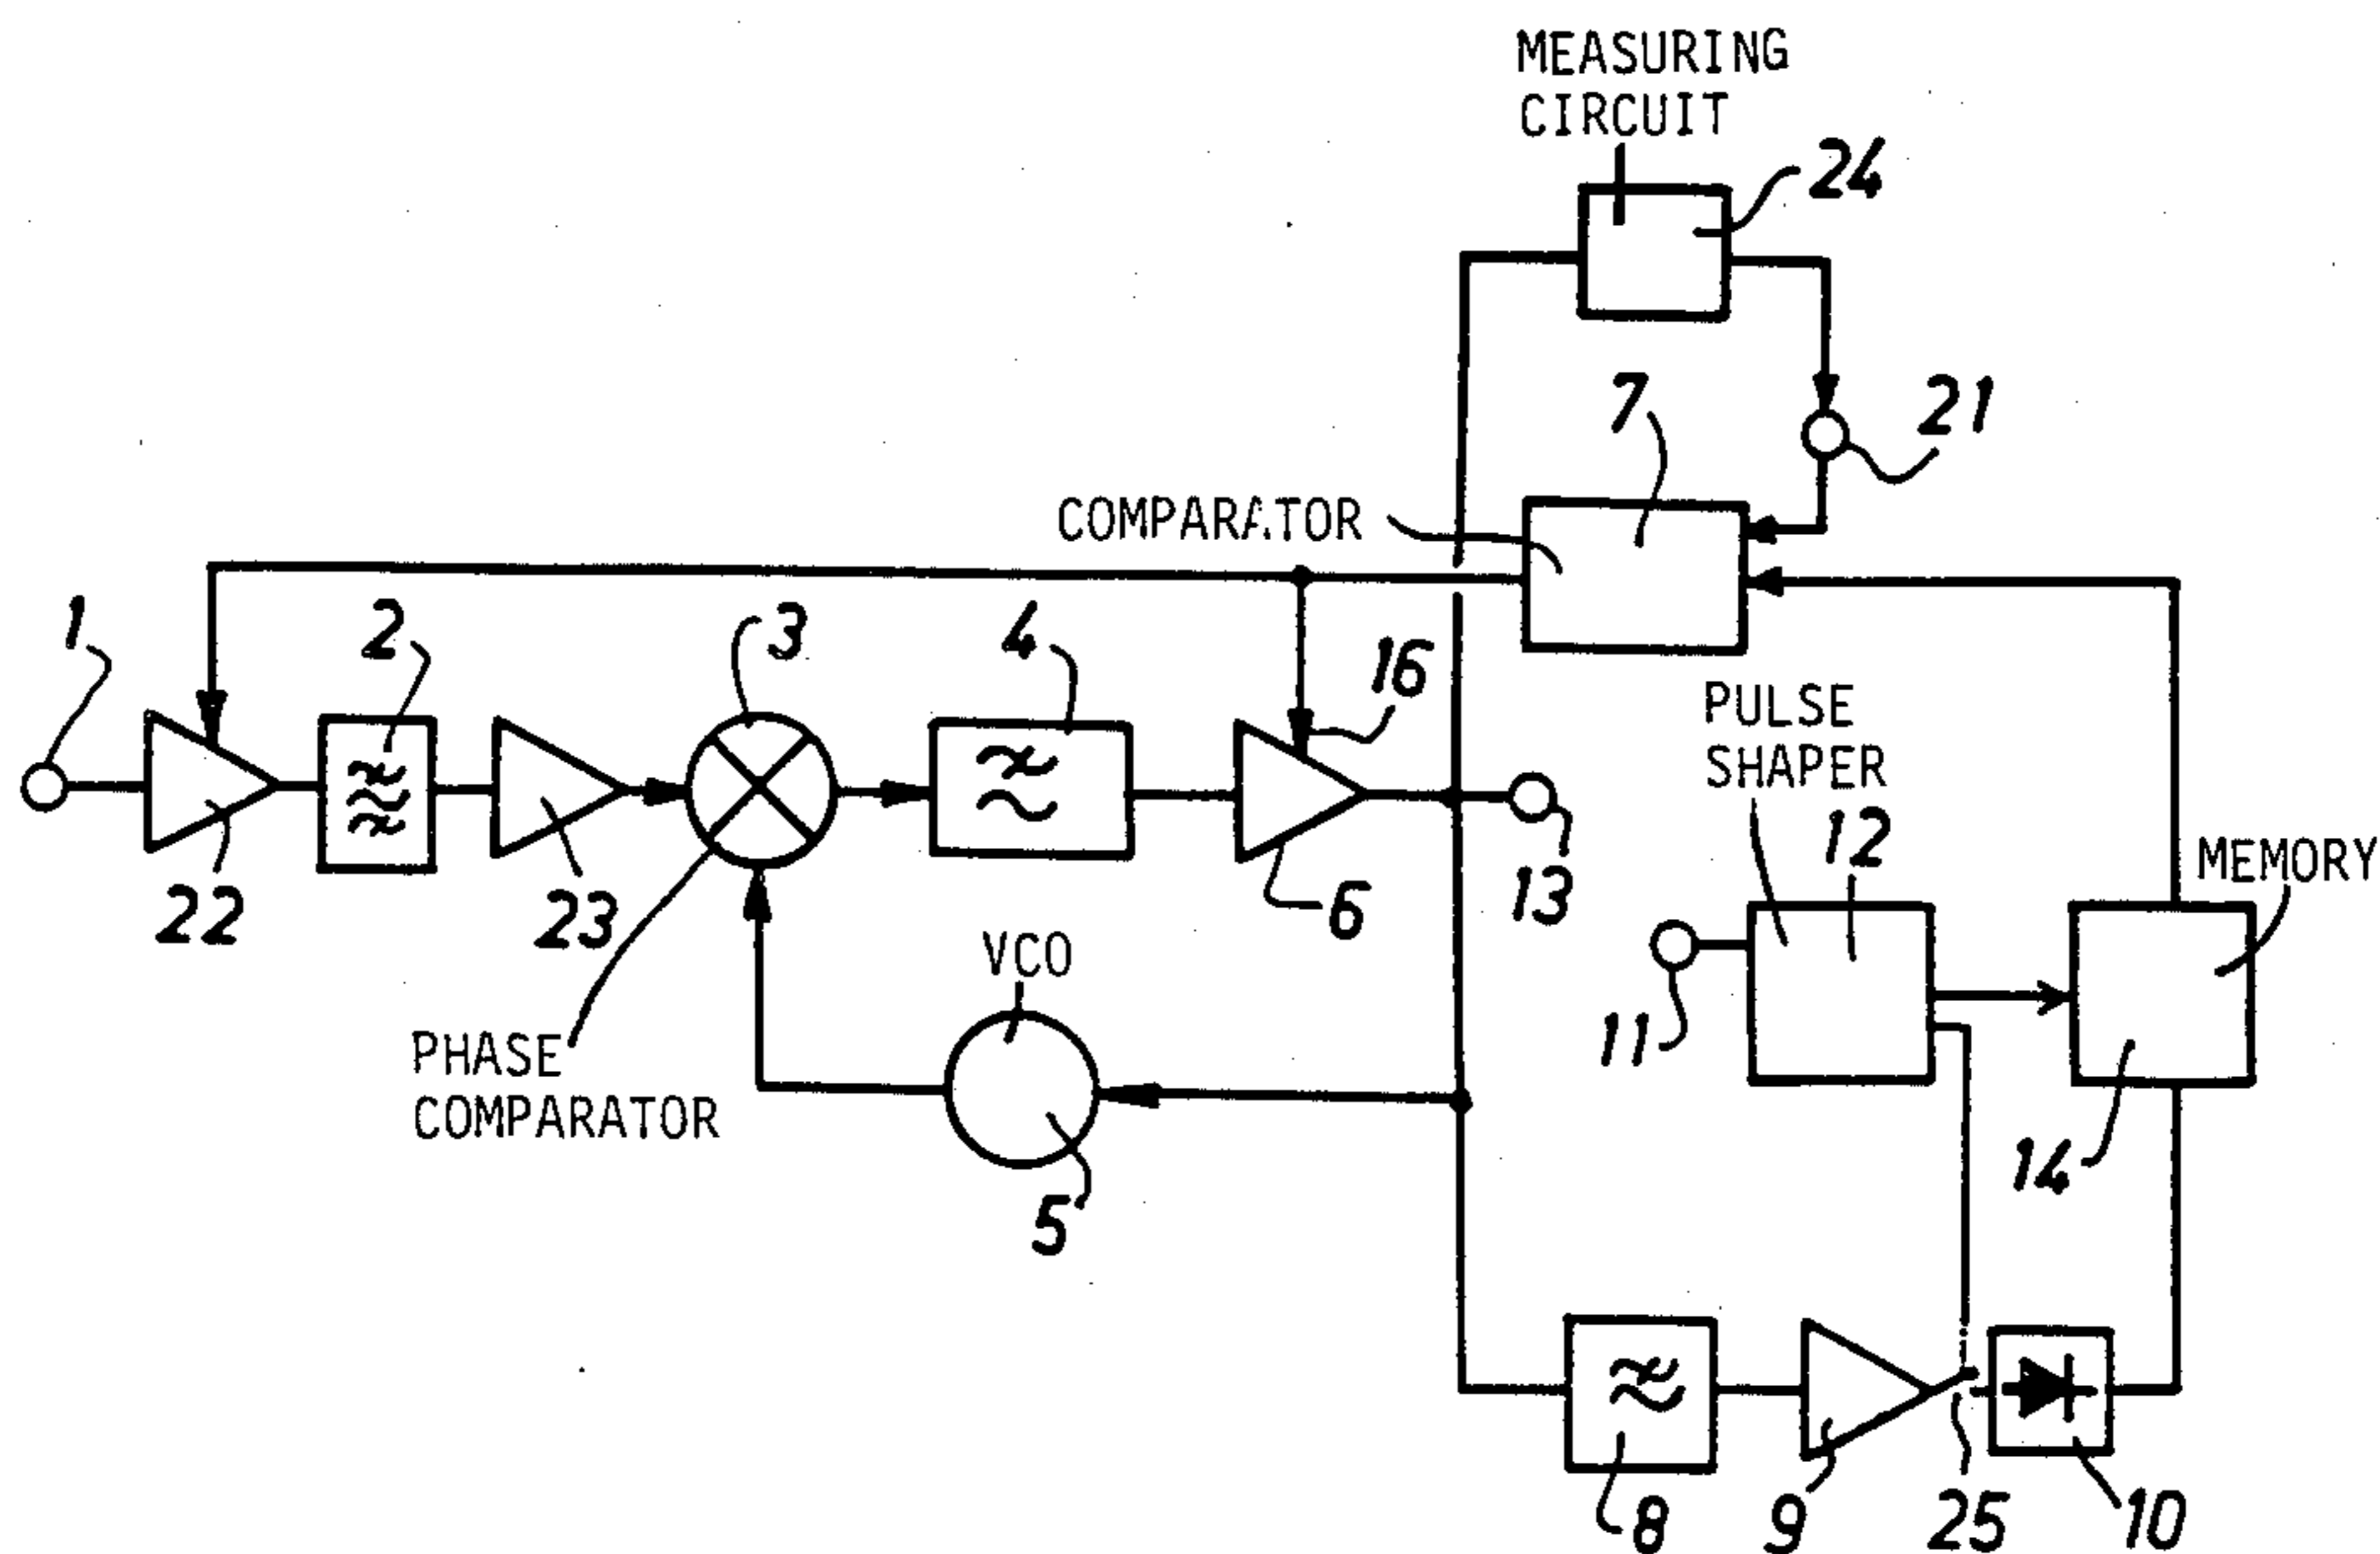 MEASURING
CIRCUIT
24
7
21
COMPARATOR
1
2
3
4
16
PULSE
SHAPER
12
MEMORY
22
23
6
13
VCO
11
PHASE
COMPARATOR
14
5
8
9
25
10